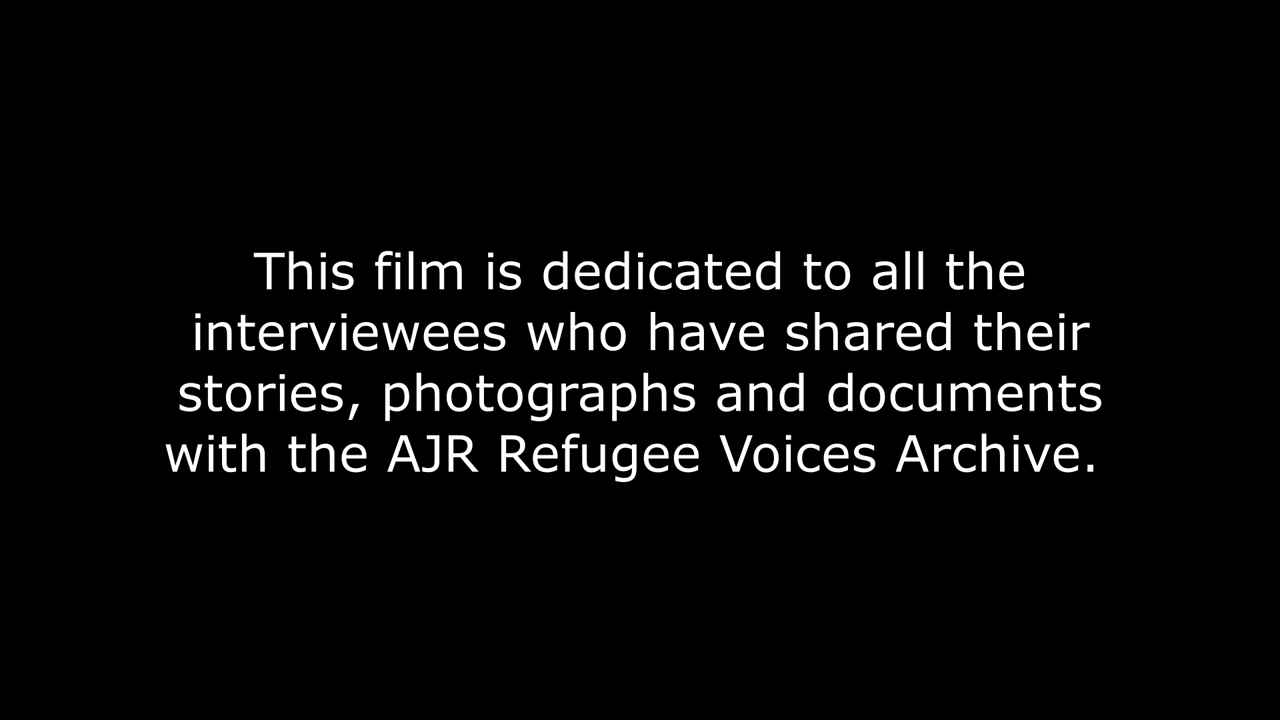 This film is dedicated to all the
interviewees who have shared their
stories, photographs and documents
with the AJR Refugee Voices Archive.